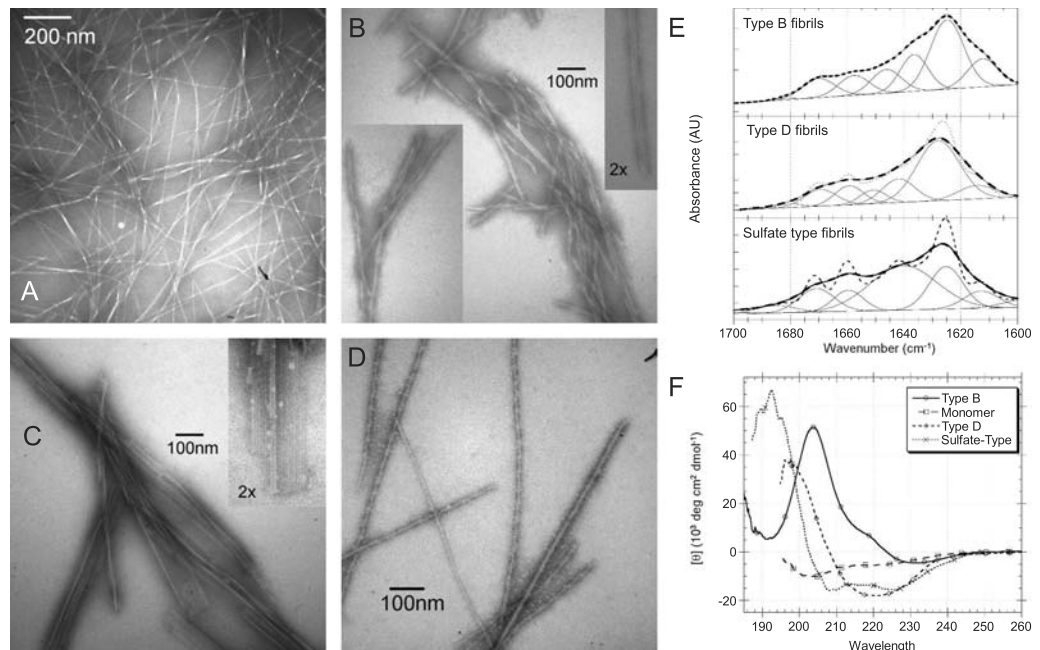 200 nm
A
B
100nm
2x
C
100nm
2x
D
100nm
E
Type B fibrils
Type D fibrils
Sulfate type fibrils
Absorbance (AU)
1700 1680 1660 1640 1620 1600
Wavenumber (cm⁻¹)
F
Type B
Monomer
Type D
Sulfate-Type
60
40
20
0
-20
[θ] (10³ deg cm² dmol⁻¹)
190 200 210 220 230 240 250 260
Wavelength